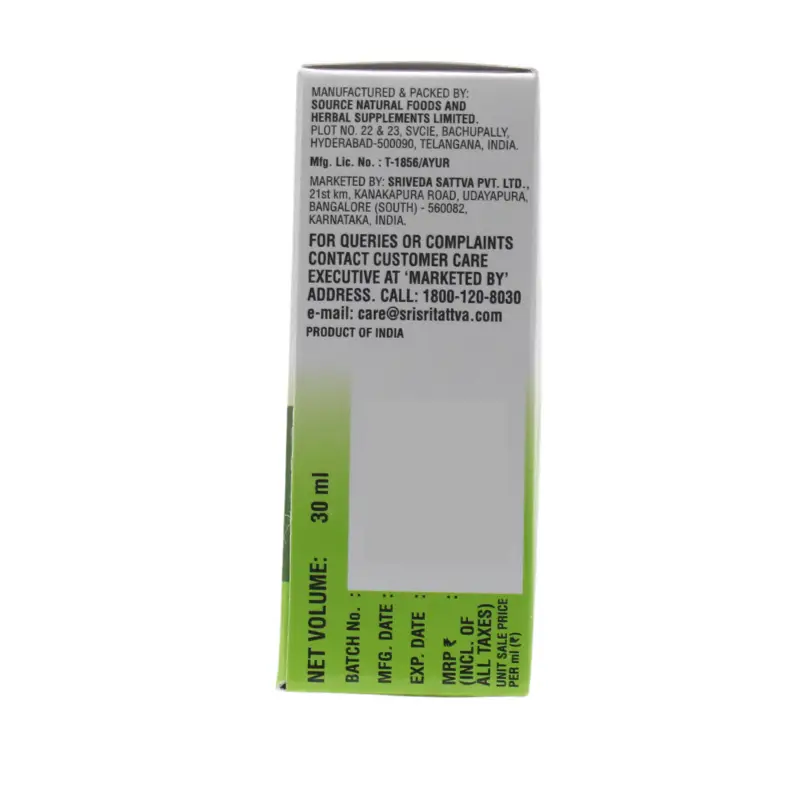 MANUFACTURED & PACKED BY:
SOURCE NATURAL FOODS AND
HERBAL SUPPLEMENTS LIMITED.
PLOT NO. 22 & 23, SVCIE, BACHUPALLY,
HYDERABAD-500090, TELANGANA, INDIA.
Mfg. Lic. No. : T-1856/AYUR
MARKETED BY: SRIVEDA SATTVA PVT. LTD.,
21st km, KANAKAPURA ROAD, UDAYAPURA,
BANGALORE (SOUTH) - 560082,
KARNATAKA, INDIA.
FOR QUERIES OR COMPLAINTS
CONTACT CUSTOMER CARE
EXECUTIVE AT ‘MARKETED BY’
ADDRESS. CALL: 1800-120-8030
e-mail: care@srisritattva.com
PRODUCT OF INDIA
NET VOLUME: 30 ml
BATCH No. :
MFG. DATE :
EXP. DATE :
MRP ₹ :
(INCL. OF
ALL TAXES)
UNIT SALE PRICE
PER ml (₹)